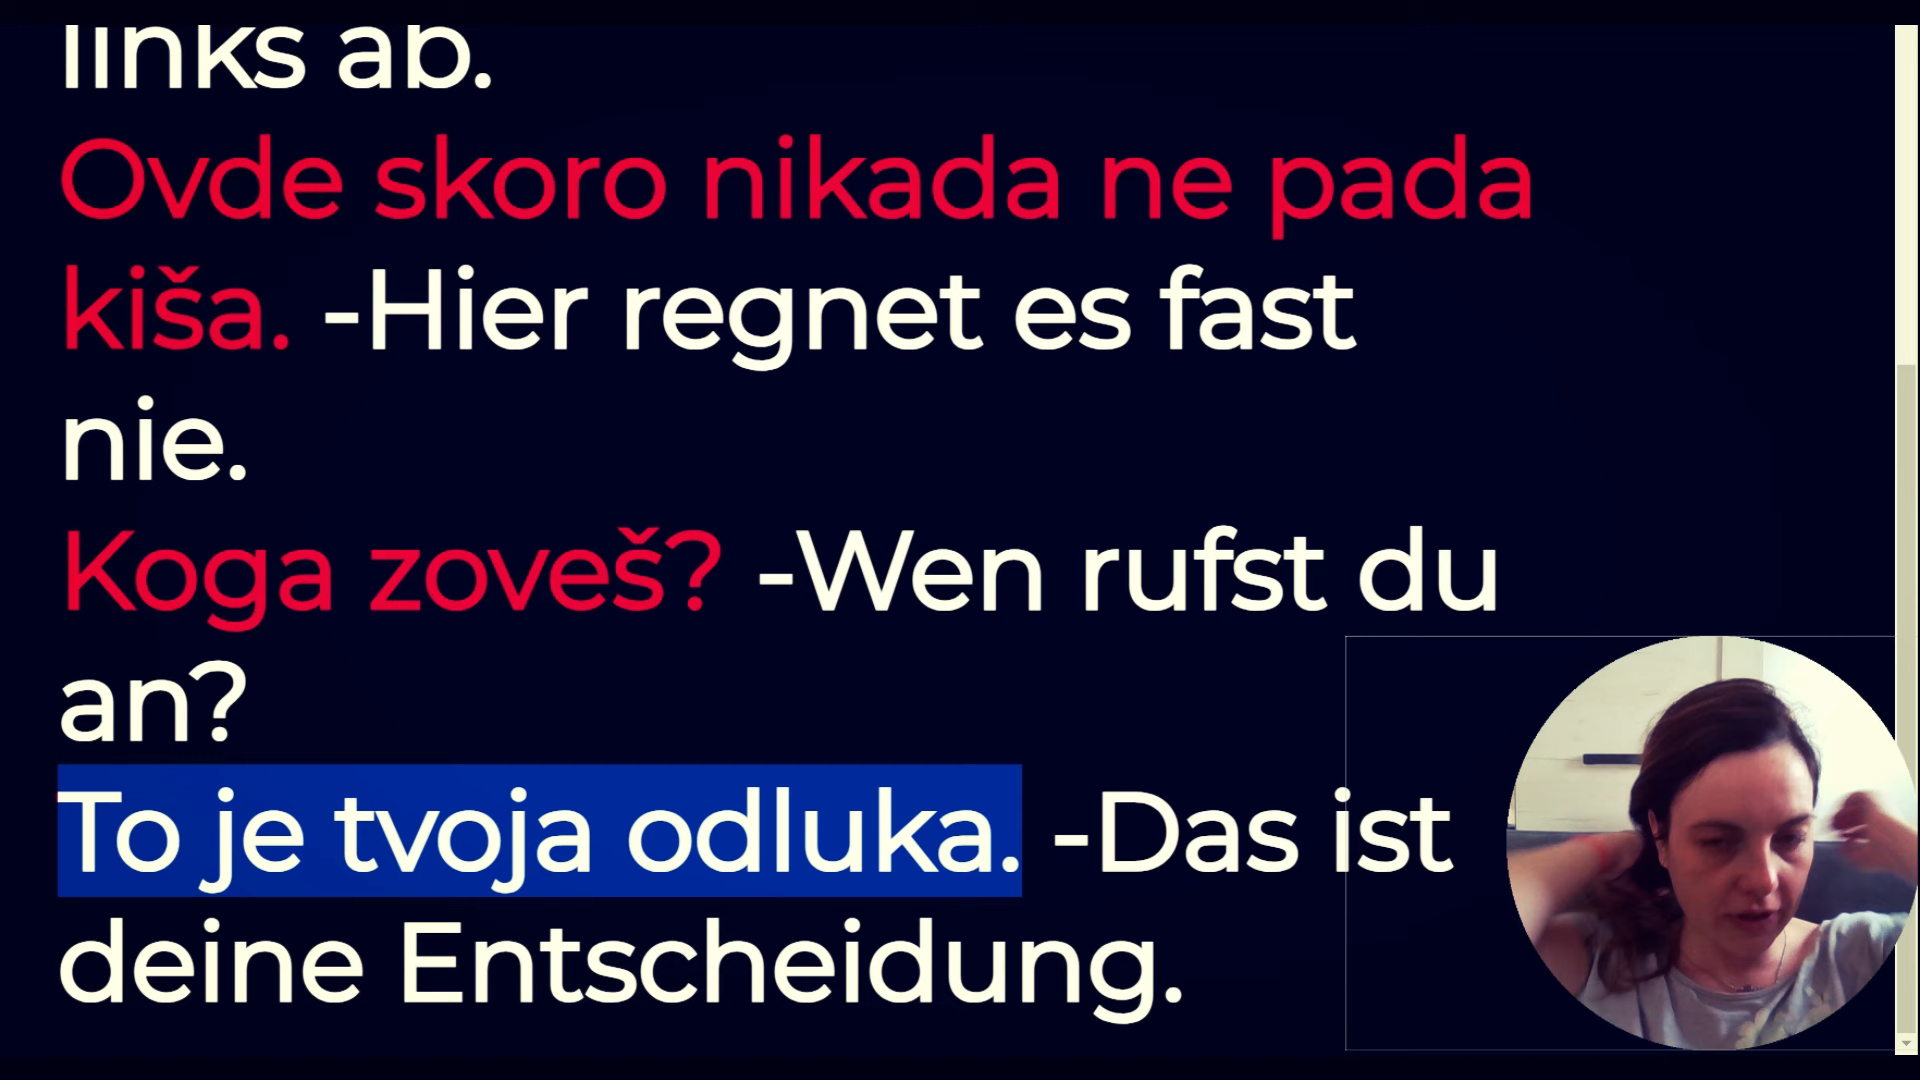 links ab.
Ovde skoro nikada ne pada
kiša. -Hier regnet es fast
nie.
Koga zoveš? -Wen rufst du
an?
To je tvoja odluka. -Das ist
deine Entscheidung.